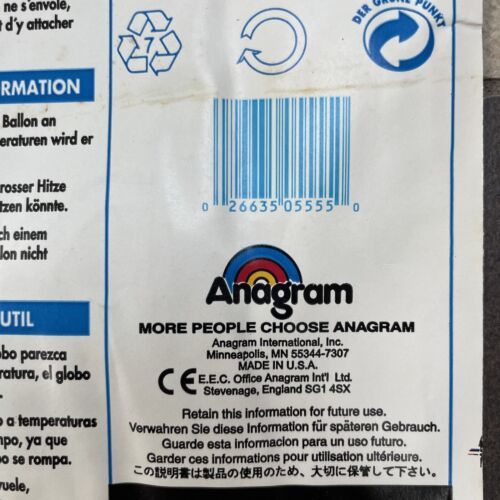 ne s'envole,
t d'y attacher
RMATION
Ballon an
eraturen wird er
grosser Hitze
tzen könnte.
ch einem
lon nicht
UTIL
obo parezca
ratura, el globo
o a temperaturas
mpo, ya que
bo se rompa.
ruele,
7
DER GRÜNE PUNKT
0 26635 05555 0
Anagram
MORE PEOPLE CHOOSE ANAGRAM
Anagram International, Inc.
Minneapolis, MN 55344-7307
MADE IN U.S.A.
CE E.E.C. Office Anagram Int'l Ltd.
Stevenage, England SG1 4SX
Retain this information for future use.
Verwahren Sie diese Information für späteren Gebrauch.
Guarde esta informacion para un uso futuro.
Garder ces informations pour utilisation ultérieure.
この説明書は製品の使用のため、大切に保管して下さい。